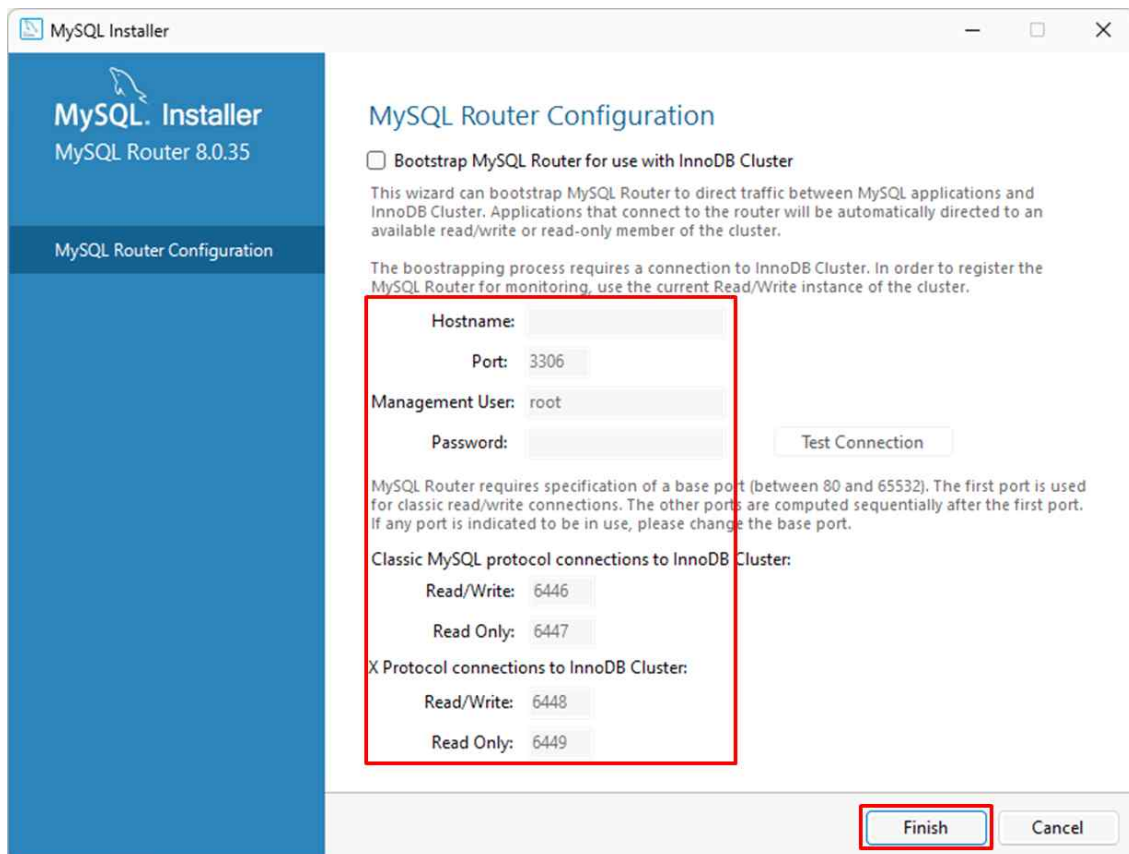 MySQL Installer
MySQL. Installer
MySQL Router 8.0.35
MySQL Router Configuration
MySQL Router Configuration
Bootstrap MySQL Router for use with InnoDB Cluster
This wizard can bootstrap MySQL Router to direct traffic between MySQL applications and
InnoDB Cluster. Applications that connect to the router will be automatically directed to an
available read/write or read-only member of the cluster.
The boostrapping process requires a connection to InnoDB Cluster. In order to register the
MySQL Router for monitoring, use the current Read/Write instance of the cluster.
Hostname:
Port: 3306
Management User: root
Password:
Test Connection
MySQL Router requires specification of a base port (between 80 and 65532). The first port is used
for classic read/write connections. The other ports are computed sequentially after the first port.
If any port is indicated to be in use, please change the base port.
Classic MySQL protocol connections to InnoDB Cluster:
Read/Write: 6446
Read Only: 6447
X Protocol connections to InnoDB Cluster:
Read/Write: 6448
Read Only: 6449
Finish
Cancel